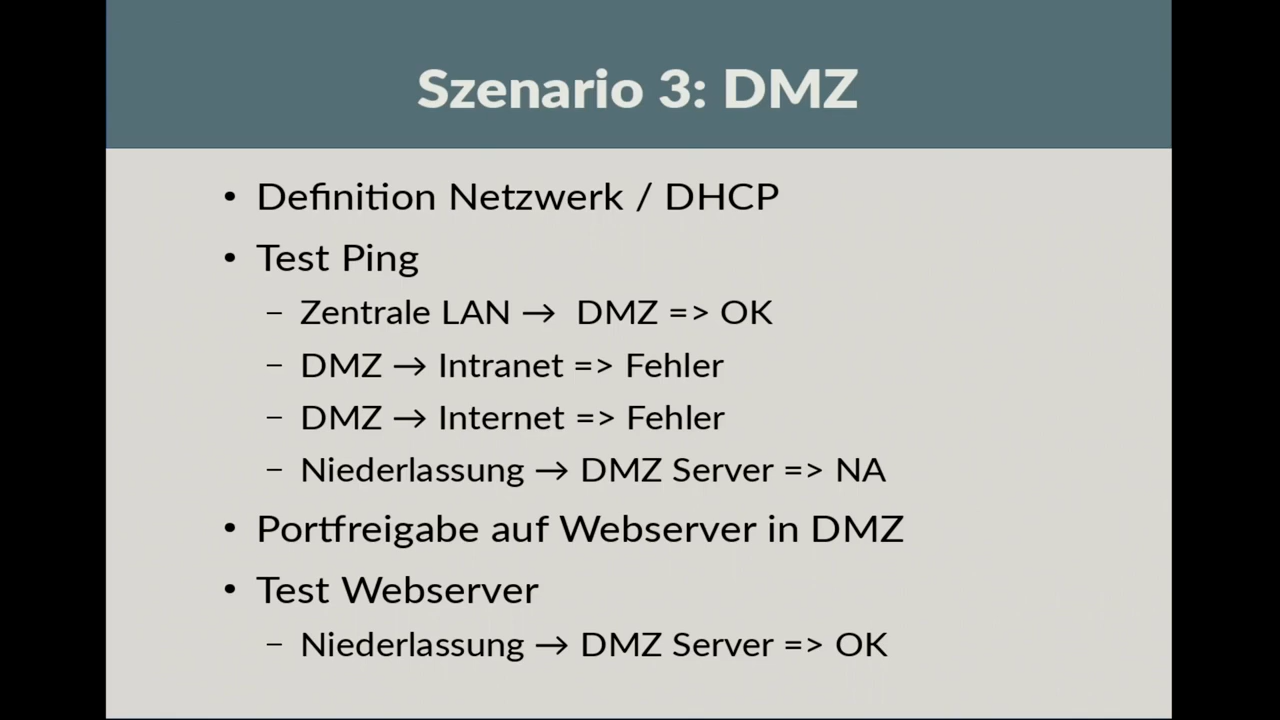 Szenario 3: DMZ
• Definition Netzwerk / DHCP
• Test Ping
– Zentrale LAN → DMZ => OK
– DMZ → Intranet => Fehler
– DMZ → Internet => Fehler
– Niederlassung → DMZ Server => NA
• Portfreigabe auf Webserver in DMZ
• Test Webserver
– Niederlassung → DMZ Server => OK